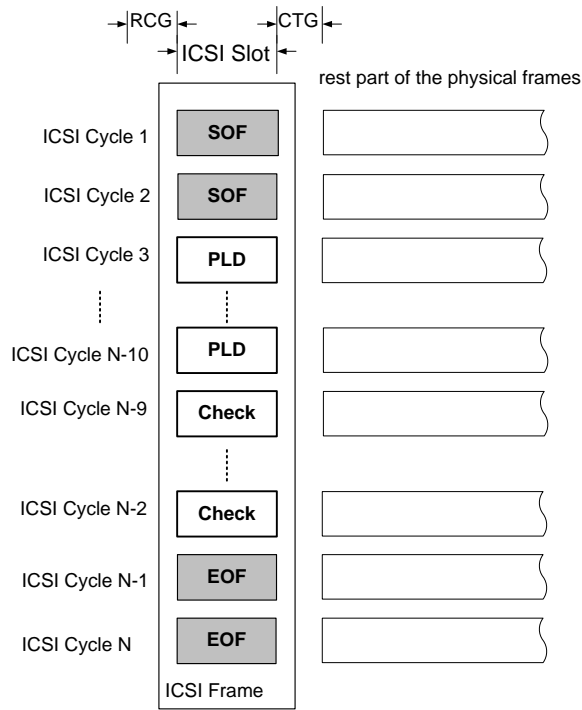 RCG
CTG
ICSI Slot
rest part of the physical frames
ICSI Cycle 1
SOF
ICSI Cycle 2
SOF
ICSI Cycle 3
PLD
ICSI Cycle N-10
PLD
ICSI Cycle N-9
Check
ICSI Cycle N-2
Check
ICSI Cycle N-1
EOF
ICSI Cycle N
EOF
ICSI Frame